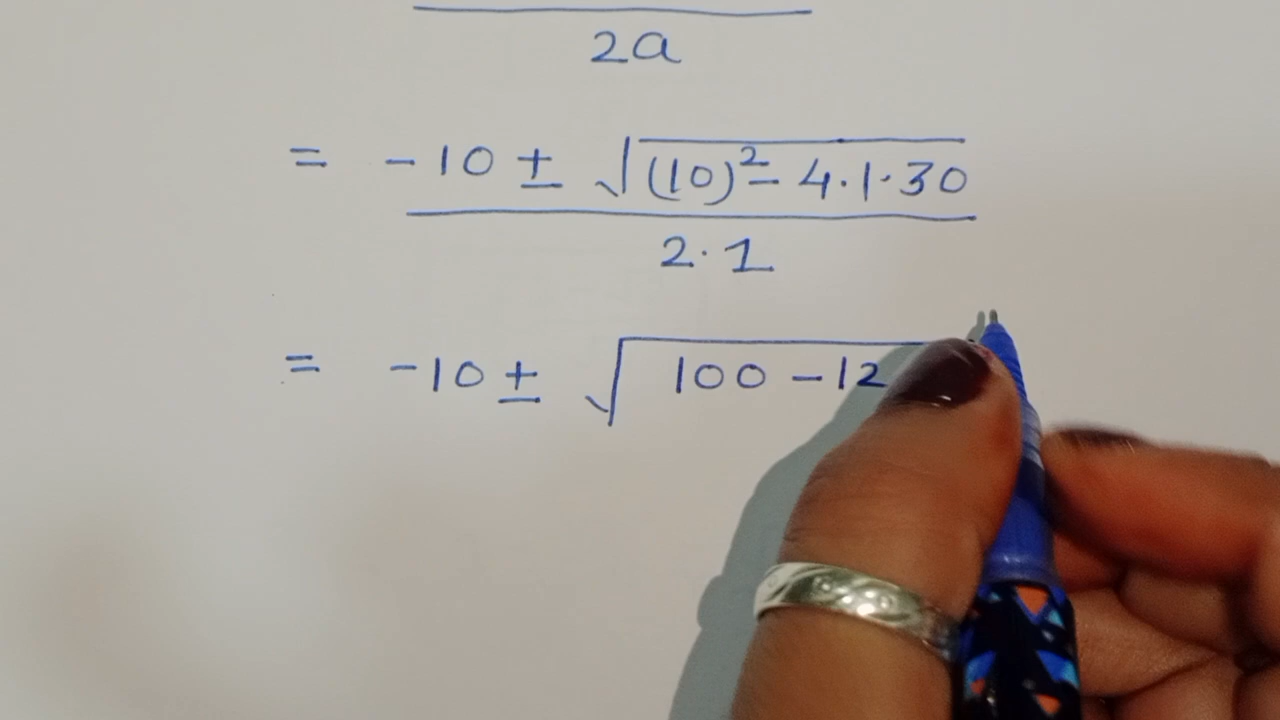 2a
= -10 ± √(10)² - 4.1.30
2.1
= -10 ± √100 - 12